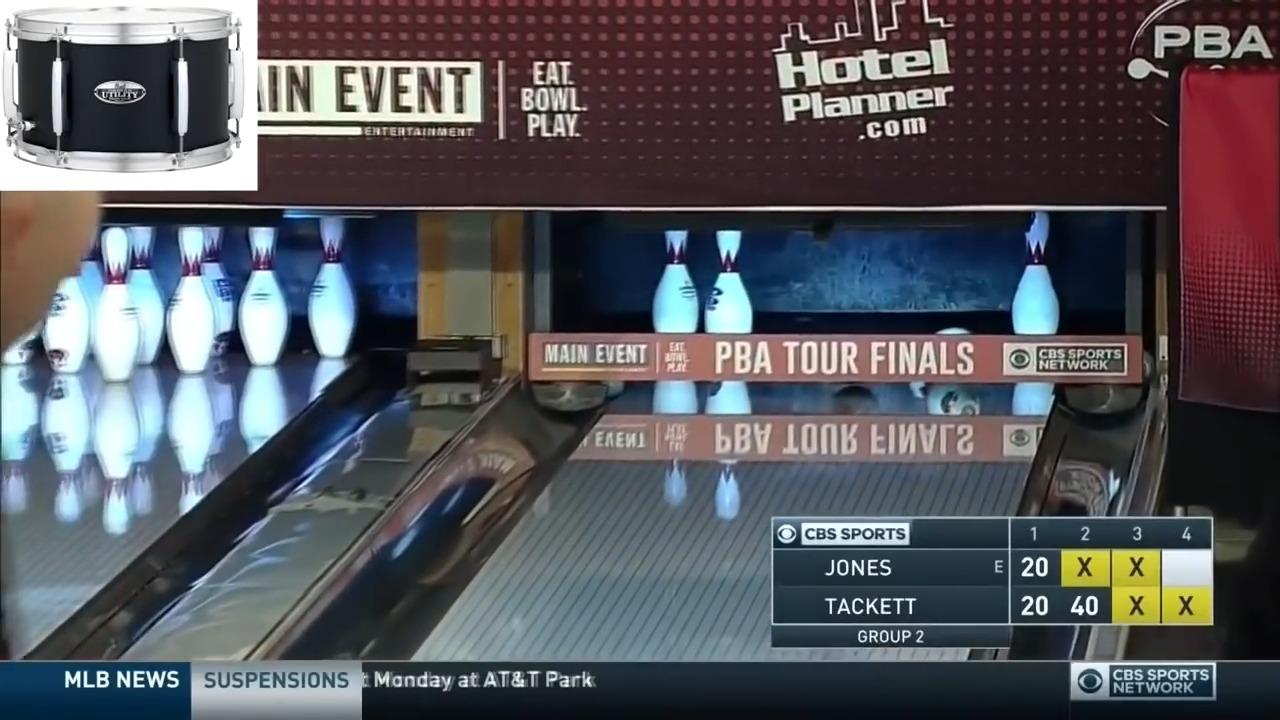 UTILITY
AIN EVENT
ENTERTAINMENT
EAT.
BOWL.
PLAY.
Hotel
Planner
.com
PBA
MAIN EVENT
EAT.
BOWL.
PLAY.
PBA TOUR FINALS
CBS SPORTS
NETWORK
CBS SPORTS 1 2 3 4
JONES E 20 X X
TACKETT 20 40 X X
GROUP 2
MLB NEWS
SUSPENSIONS
Monday at AT&T Park
CBS SPORTS
NETWORK